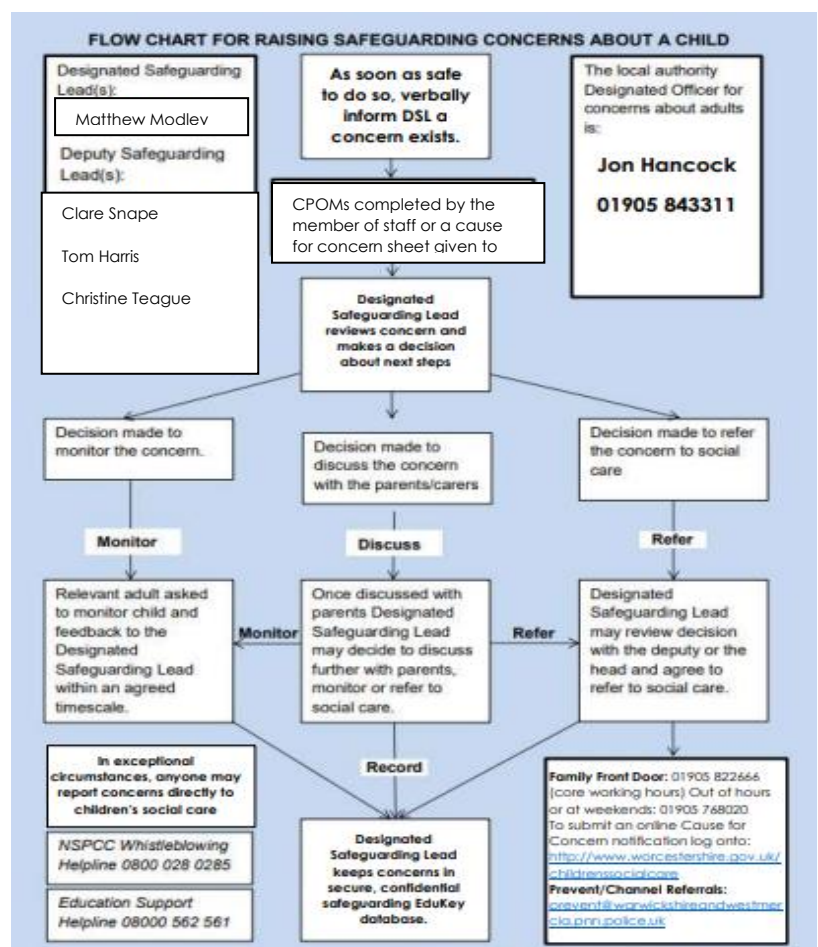 FLOW CHART FOR RAISING SAFEGUARDING CONCERNS ABOUT A CHILD
Designated Safeguarding
Lead(s):
Matthew Modley
Deputy Safeguarding
Lead(s):
Clare Snape
Tom Harris
Christine Teague
As soon as safe
to do so, verbally
inform DSL a
concern exists.
The local authority
Designated Officer for
concerns about adults
is:
Jon Hancock
01905 843311
CPOMs completed by the
member of staff or a cause
for concern sheet given to
Designated
Safeguarding Lead
reviews concern and
makes a decision
about next steps
Decision made to
monitor the concern.
Decision made to
discuss the concern
with the parents/carers
Decision made to refer
the concern to social
care
Monitor
Discuss
Refer
Relevant adult asked
to monitor child and
feedback to the
Designated
Safeguarding Lead
within an agreed
timescale.
Monitor
Once discussed with
parents Designated
Safeguarding Lead
may decide to discuss
further with parents,
monitor or refer to
social care.
Refer
Designated
Safeguarding Lead
may review decision
with the deputy or the
head and agree to
refer to social care.
In exceptional
circumstances, anyone may
report concerns directly to
children's social care
NSPCC Whistleblowing
Helpline 0800 028 0285
Education Support
Helpline 08000 562 561
Record
Designated
Safeguarding Lead
keeps concerns in
secure, confidential
safeguarding EduKey
database.
Family Front Door: 01905 822666
(core working hours) Out of hours
or at weekends: 01905 768020
To submit an online Cause for
Concern notification log onto:
http://www.worcestershire.gov.uk/
childrenssocialcare
Prevent/Channel Referrals:
prevent@warwickshireandwestmer
cia.pnn.police.uk